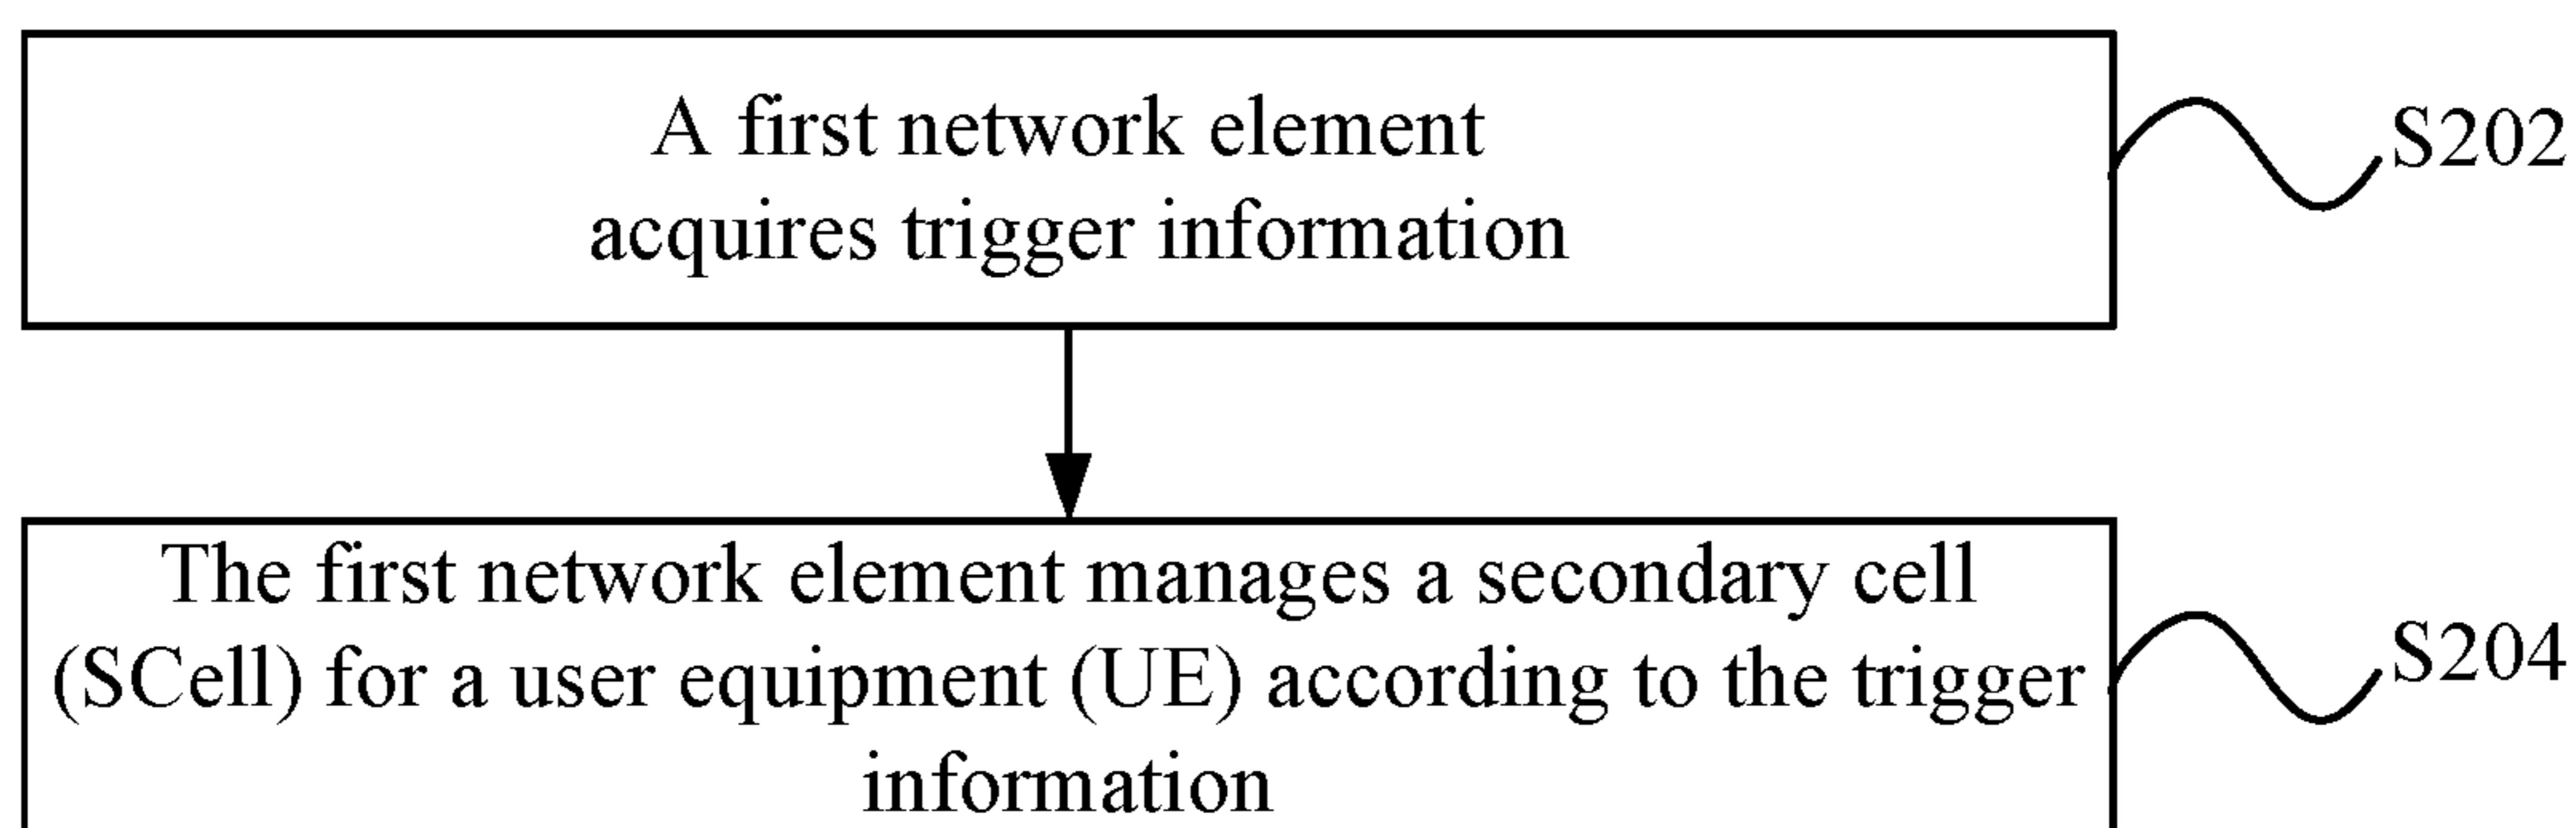 A first network element
acquires trigger information
S202
The first network element manages a secondary cell
(SCell) for a user equipment (UE) according to the trigger
information
S204